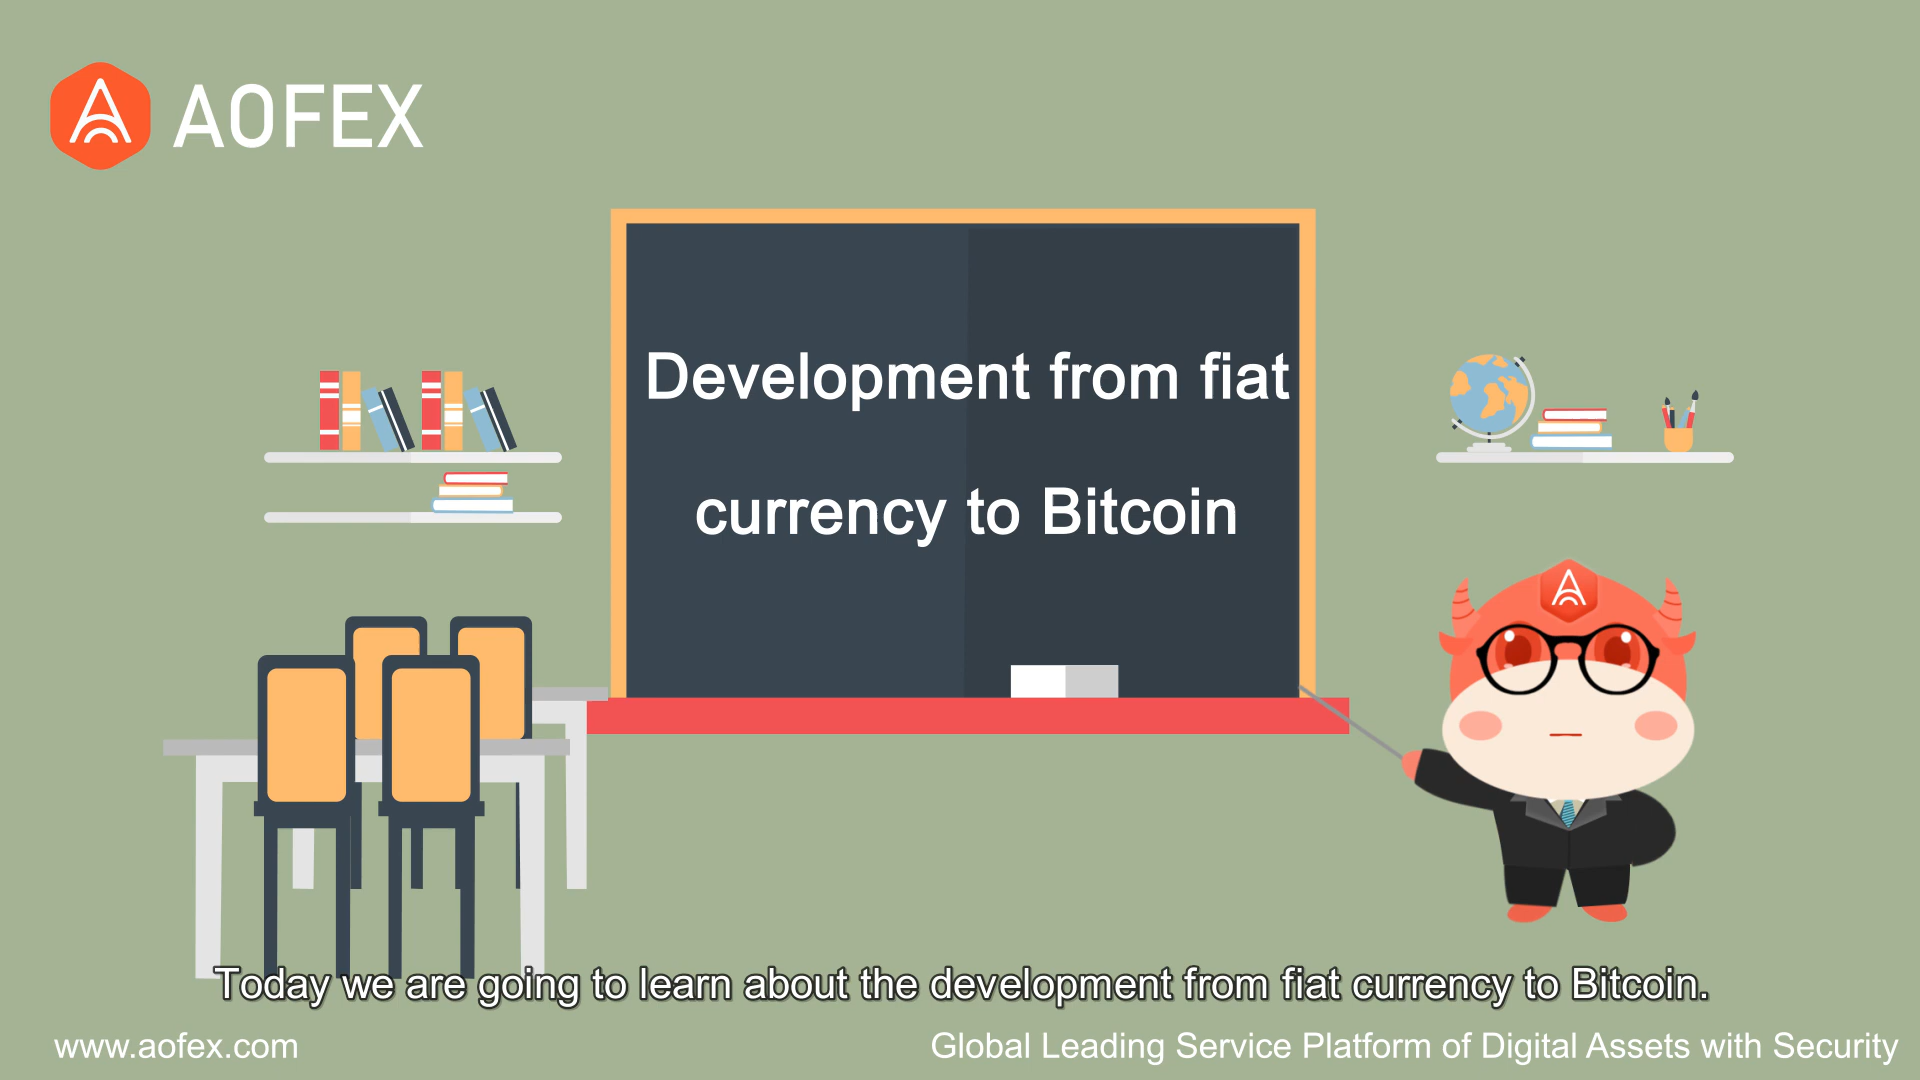 AOFEX
Development from fiat
currency to Bitcoin
Today we are going to learn about the development from fiat currency to Bitcoin.
www.aofex.com
Global Leading Service Platform of Digital Assets with Security